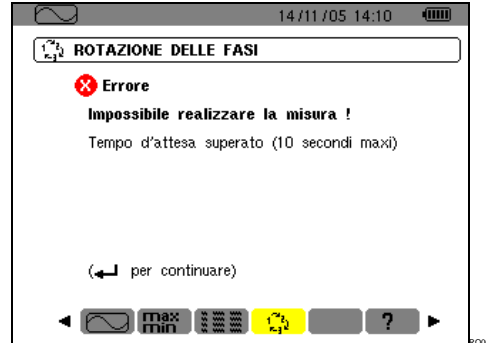 14/11/05 14:10
ROTAZIONE DELLE FASI
Errore
Impossibile realizzare la misura !
Tempo d'attesa superato (10 secondi maxi)
(↵ per continuare)
max
min
?